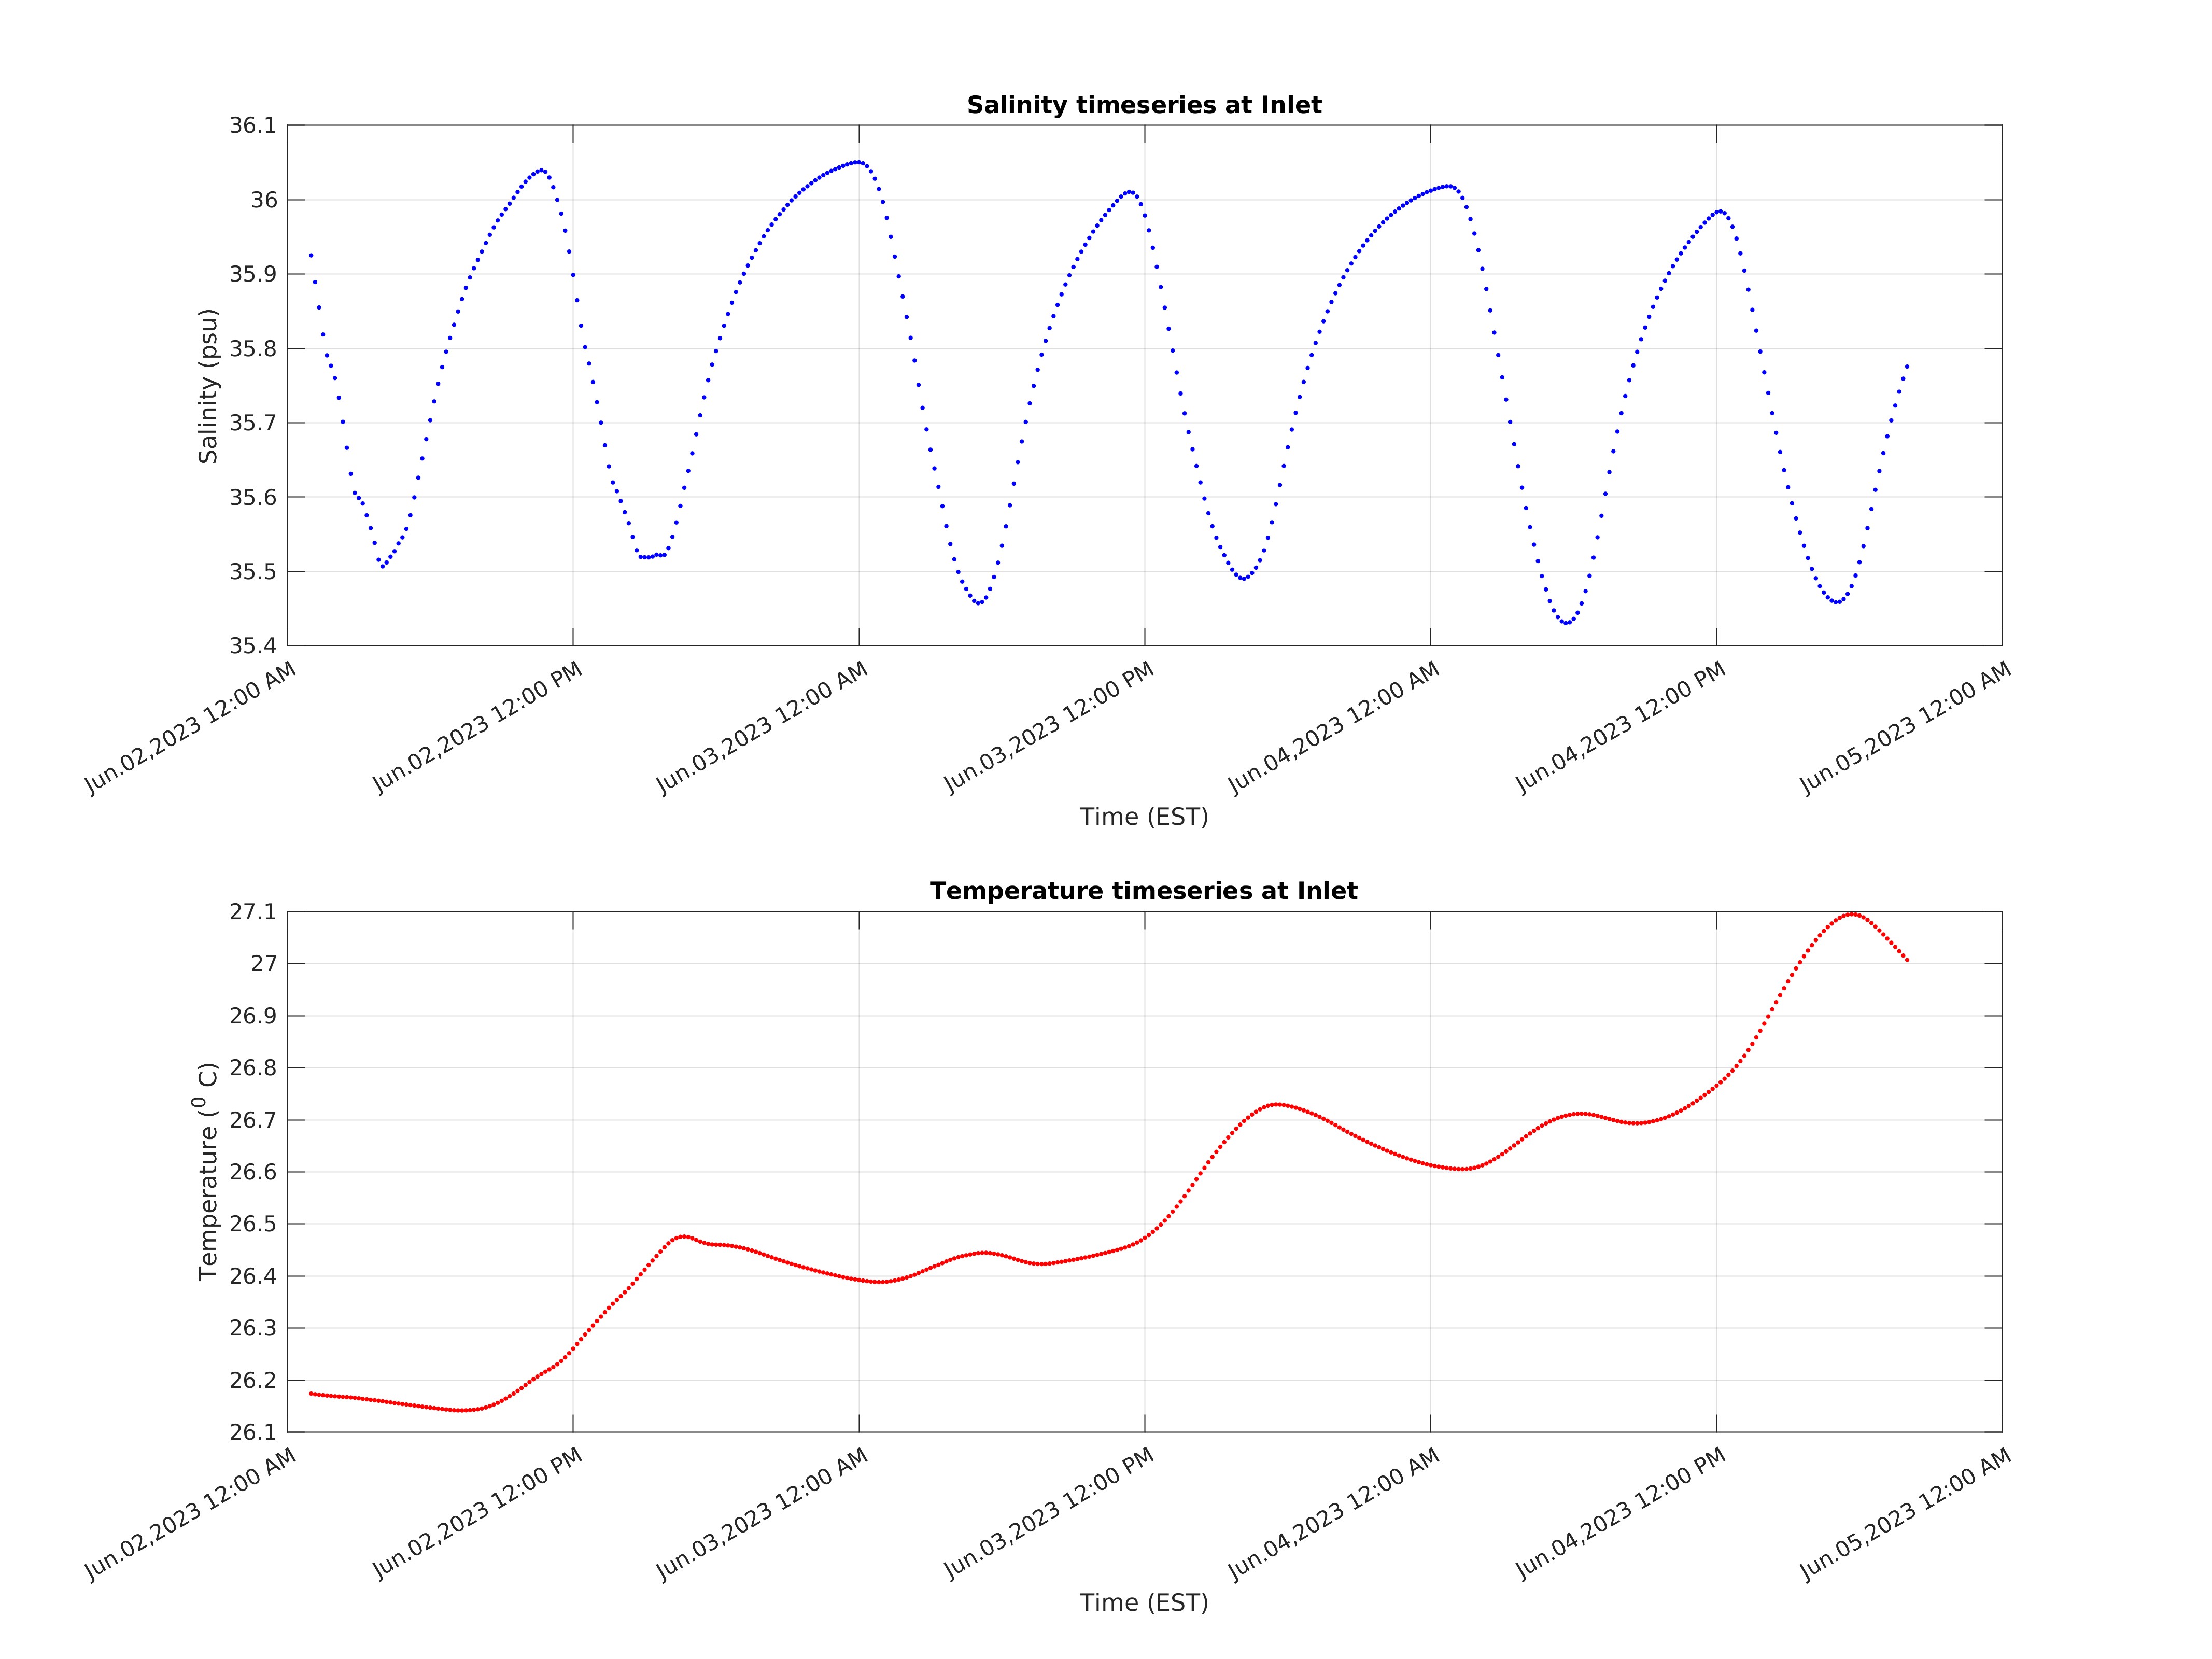 Salinity timeseries at Inlet
Salinity (psu)
36.1
36
35.9
35.8
35.7
35.6
35.5
35.4
Jun.02,2023 12:00 AM
Jun.02,2023 12:00 PM
Jun.03,2023 12:00 AM
Jun.03,2023 12:00 PM
Jun.04,2023 12:00 AM
Jun.04,2023 12:00 PM
Jun.05,2023 12:00 AM
Time (EST)
Temperature timeseries at Inlet
Temperature (⁰ C)
27.1
27
26.9
26.8
26.7
26.6
26.5
26.4
26.3
26.2
26.1
Jun.02,2023 12:00 AM
Jun.02,2023 12:00 PM
Jun.03,2023 12:00 AM
Jun.03,2023 12:00 PM
Jun.04,2023 12:00 AM
Jun.04,2023 12:00 PM
Jun.05,2023 12:00 AM
Time (EST)